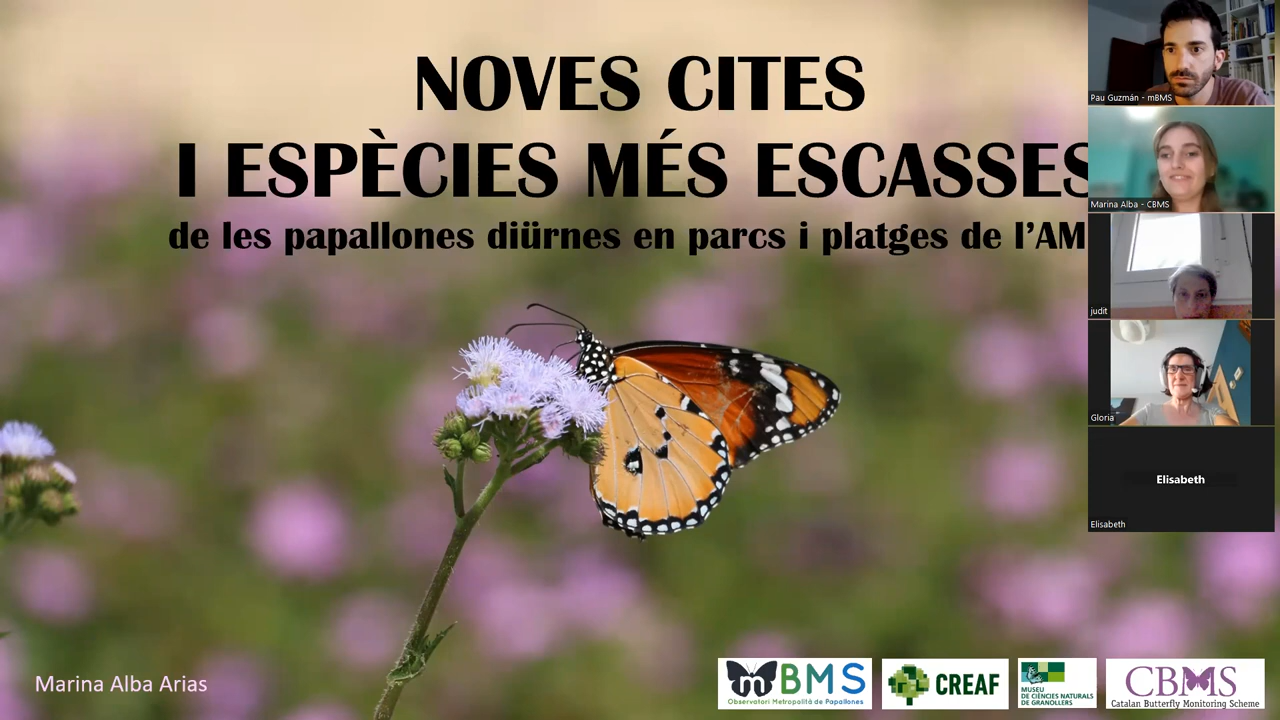 NOVES CITES
I ESPÈCIES MÉS ESCASSES
de les papallones diürnes en parcs i platges de l'AM
Pau Guzmán - mBMS
Marina Alba - CBMS
judit
Gloria
Elisabeth
Elisabeth
Marina Alba Arias
BMS
Observatori Metropolità de Papallones
CREAF
MUSEU
DE CIÈNCIES NATURALS
DE GRANOLLERS
CBMS
Catalan Butterfly Monitoring Scheme